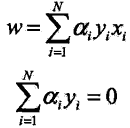 w = \sum_{i=1}^{N} \alpha_i y_i x_i
\sum_{i=1}^{N} \alpha_i y_i = 0